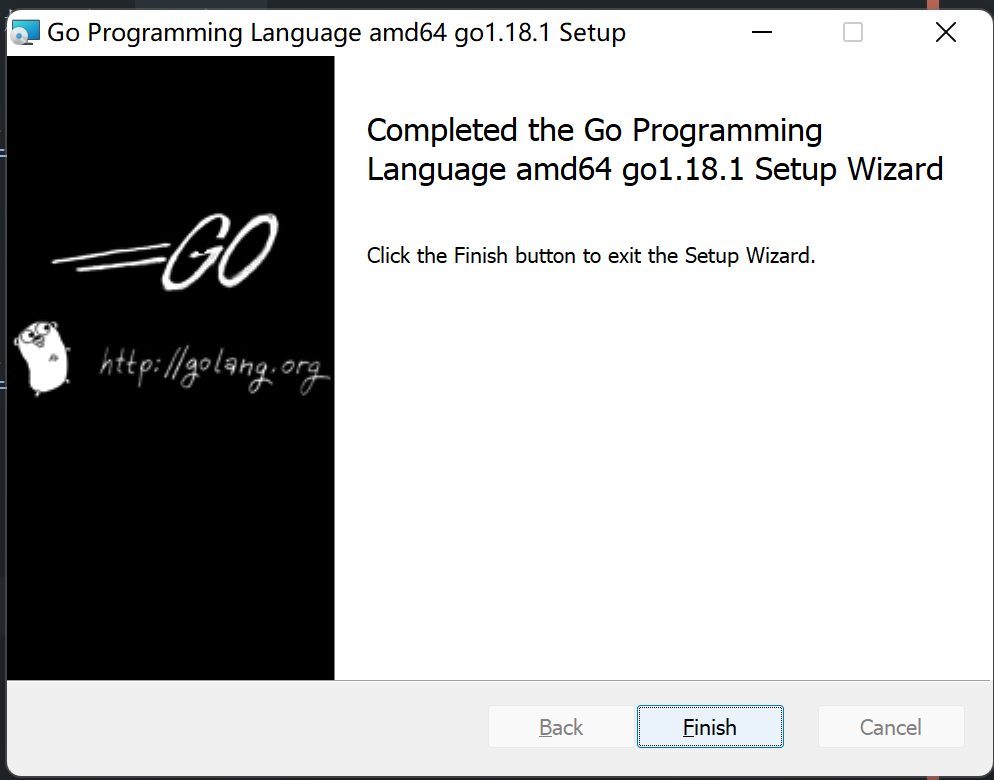 Go Programming Language amd64 go1.18.1 Setup
GO
http://golang.org
Completed the Go Programming
Language amd64 go1.18.1 Setup Wizard
Click the Finish button to exit the Setup Wizard.
Back
Finish
Cancel